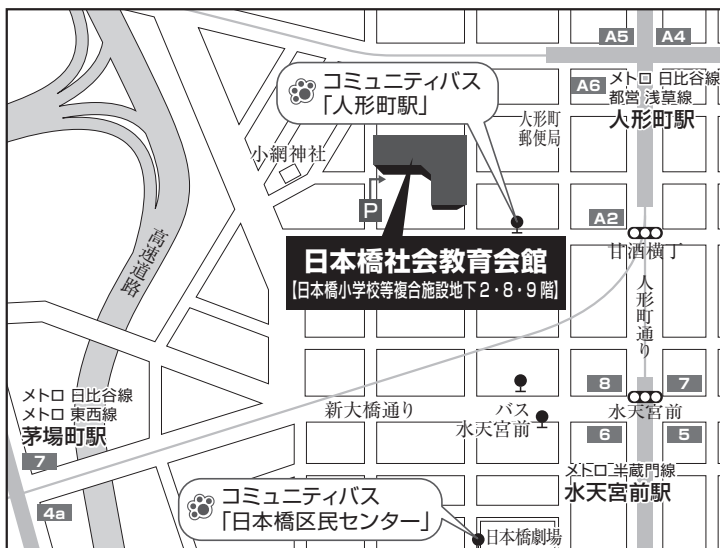 A5
A4
A6
メトロ 日比谷線
都営 浅草線
人形町駅
コミュニティバス
「人形町駅」
人形町
郵便局
小網神社
P
A2
甘酒横丁
日本橋社会教育会館
【日本橋小学校等複合施設地下2・8・9階】
高速道路
人形町通り
メトロ 日比谷線
メトロ 東西線
茅場町駅
7
4a
新大橋通り
バス
水天宮前
8
7
水天宮前
6
5
メトロ 半蔵門線
水天宮前駅
コミュニティバス
「日本橋区民センター」
日本橋劇場